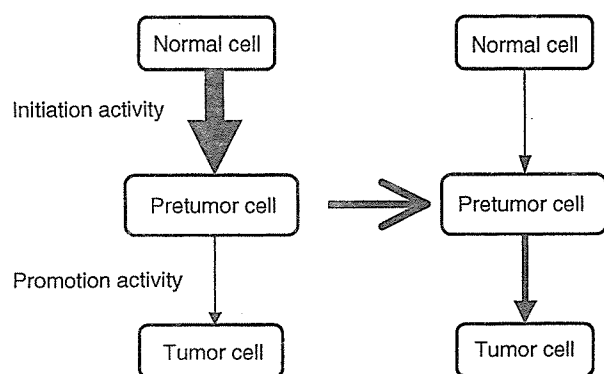 Normal cell
Initiation activity
Pretumor cell
Promotion activity
Tumor cell
Normal cell
Pretumor cell
Tumor cell